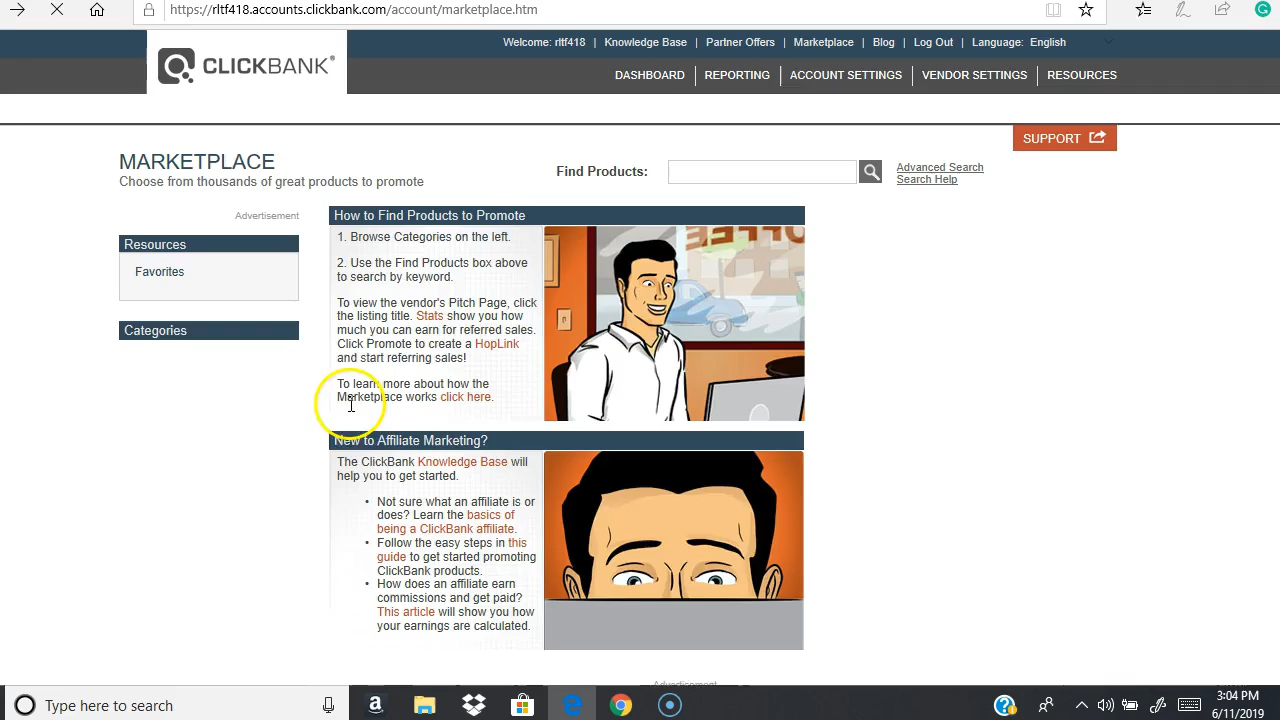 https://rltf418.accounts.clickbank.com/account/marketplace.htm
Welcome: rltf418 | Knowledge Base | Partner Offers | Marketplace | Blog | Log Out | Language: English
CLICKBANK®
DASHBOARD | REPORTING | ACCOUNT SETTINGS | VENDOR SETTINGS | RESOURCES
SUPPORT
MARKETPLACE
Choose from thousands of great products to promote
Find Products:
Advanced Search
Search Help
Advertisement
Resources
Favorites
Categories
How to Find Products to Promote
1. Browse Categories on the left.
2. Use the Find Products box above
to search by keyword.
To view the vendor's Pitch Page, click
the listing title. Stats show you how
much you can earn for referred sales.
Click Promote to create a HopLink
and start referring sales!
To learn more about how the
Marketplace works click here.
New to Affiliate Marketing?
The ClickBank Knowledge Base will
help you to get started.
• Not sure what an affiliate is or
does? Learn the basics of
being a ClickBank affiliate.
• Follow the easy steps in this
guide to get started promoting
ClickBank products.
• How does an affiliate earn
commissions and get paid?
This article will show you how
your earnings are calculated.
Advertisement
Type here to search
3:04 PM
6/11/2019